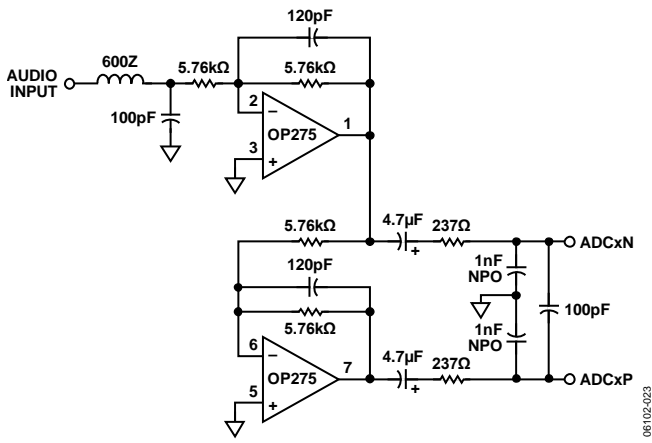 120pF
600Z
AUDIO
INPUT
5.76kΩ
5.76kΩ
100pF
2
–
OP275
1
3
+
5.76kΩ
4.7µF
+
237Ω
ADCxN
120pF
1nF
NPO
5.76kΩ
100pF
1nF
NPO
6
–
OP275
7
4.7µF
+
237Ω
5
+
ADCxP
06102-023